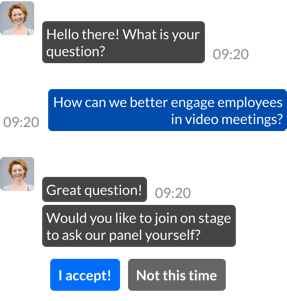 Hello there! What is your
question?
09:20
How can we better engage employees
in video meetings?
09:20
Great question!
09:20
Would you like to join on stage
to ask our panel yourself?
I accept!
Not this time